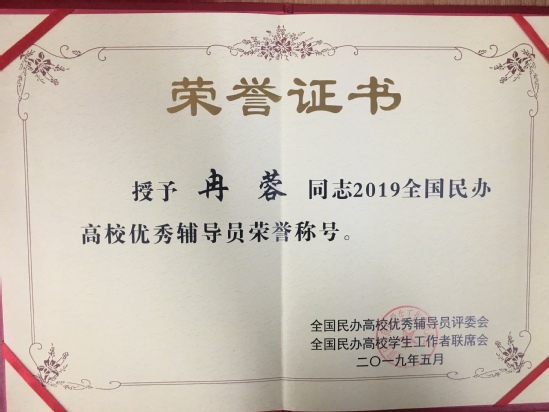 荣誉证书
授予 冉 蓉 同志2019全国民办
高校优秀辅导员荣誉称号。
全国民办高校优秀辅导员评委会
全国民办高校学生工作者联席会
二〇一九年五月